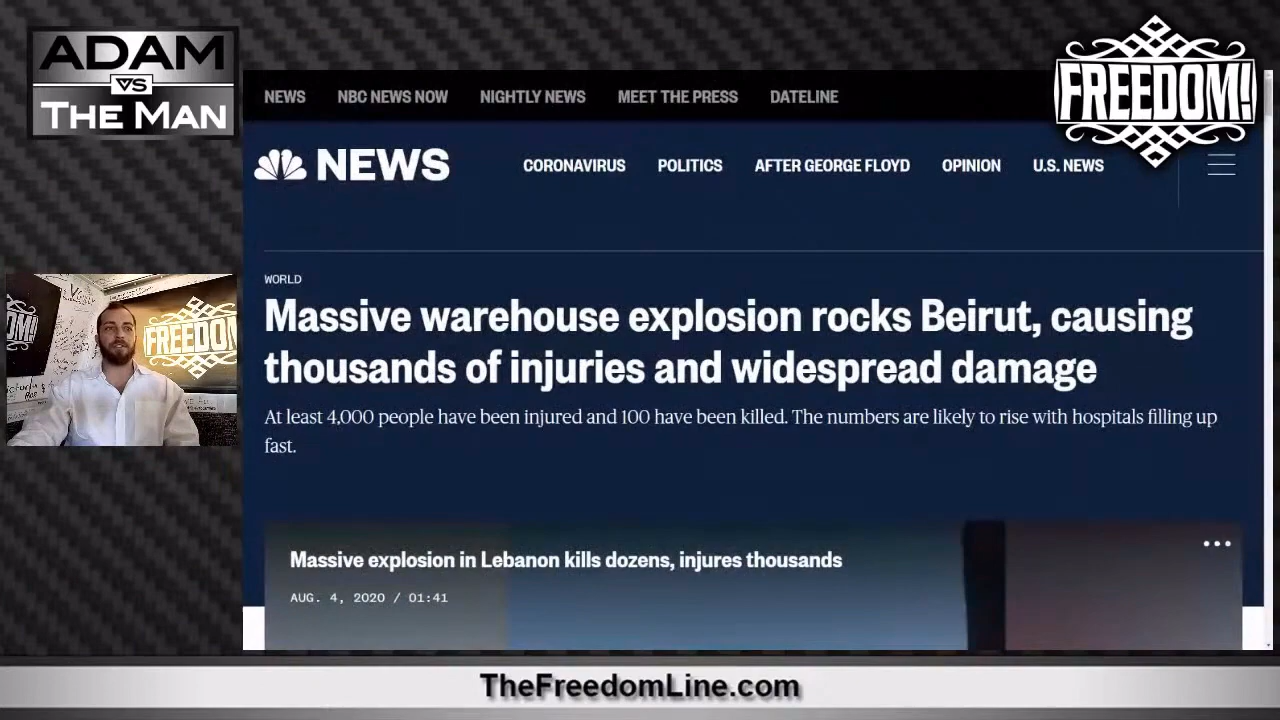 ADAM
VS
THE MAN
FREEDOM!
NEWS NBC NEWS NOW NIGHTLY NEWS MEET THE PRESS DATELINE
NEWS
CORONAVIRUS POLITICS AFTER GEORGE FLOYD OPINION U.S. NEWS
WORLD
Massive warehouse explosion rocks Beirut, causing
thousands of injuries and widespread damage
At least 4,000 people have been injured and 100 have been killed. The numbers are likely to rise with hospitals filling up
fast.
Massive explosion in Lebanon kills dozens, injures thousands
AUG. 4, 2020 / 01:41
TheFreedomLine.com